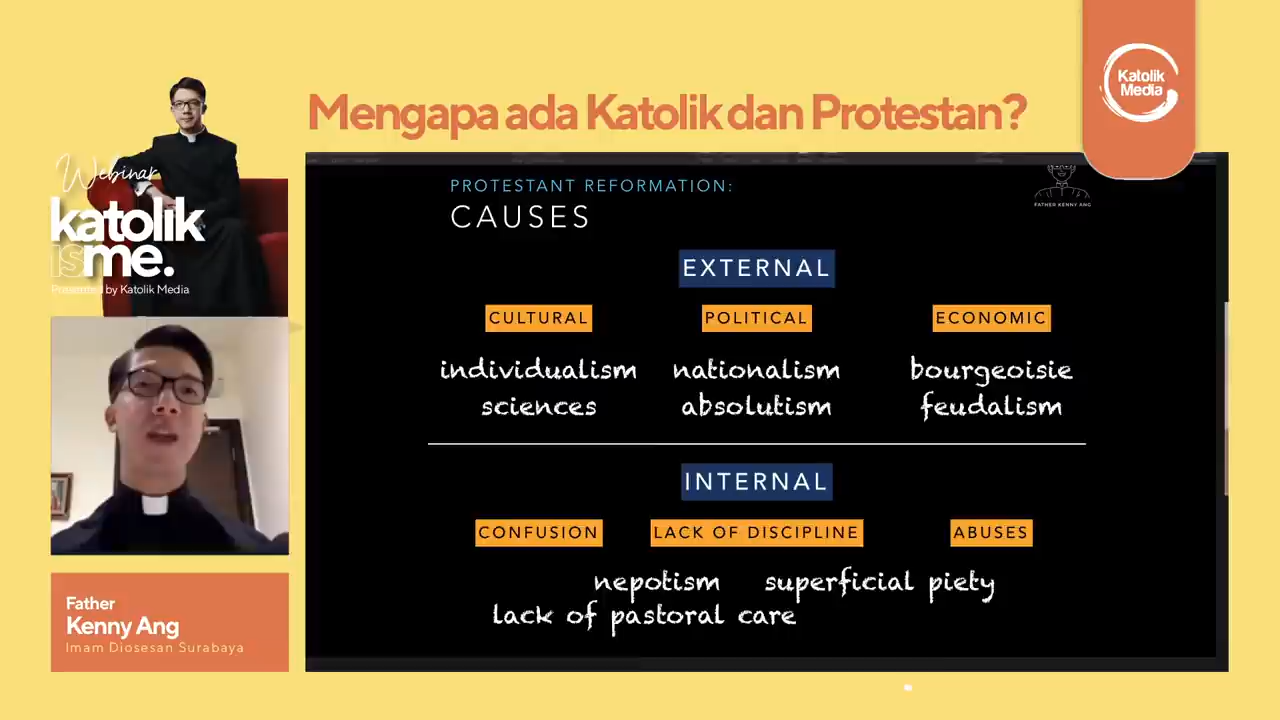 Mengapa ada Katolik dan Protestan?
Katolik
Media
Webinar
katolik
isme.
Presented by Katolik Media
PROTESTANT REFORMATION:
CAUSES
FATHER KENNY ANG
EXTERNAL
CULTURAL POLITICAL ECONOMIC
individualism nationalism bourgeoisie
sciences absolutism feudalism
INTERNAL
CONFUSION LACK OF DISCIPLINE ABUSES
nepotism superficial piety
lack of pastoral care
Father
Kenny Ang
Imam Diosesan Surabaya